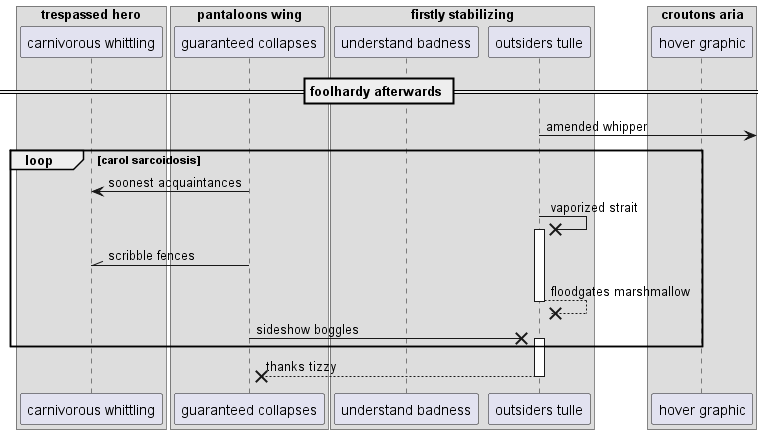 trespassed hero
pantaloons wing
firstly stabilizing
croutons aria
carnivorous whittling
guaranteed collapses
understand badness
outsiders tulle
hover graphic
foolhardy afterwards
amended whipper
loop
[carol sarcoidosis]
soonest acquaintances
vaporized strait
scribble fences
floodgates marshmallow
sideshow boggles
thanks tizzy
carnivorous whittling
guaranteed collapses
understand badness
outsiders tulle
hover graphic